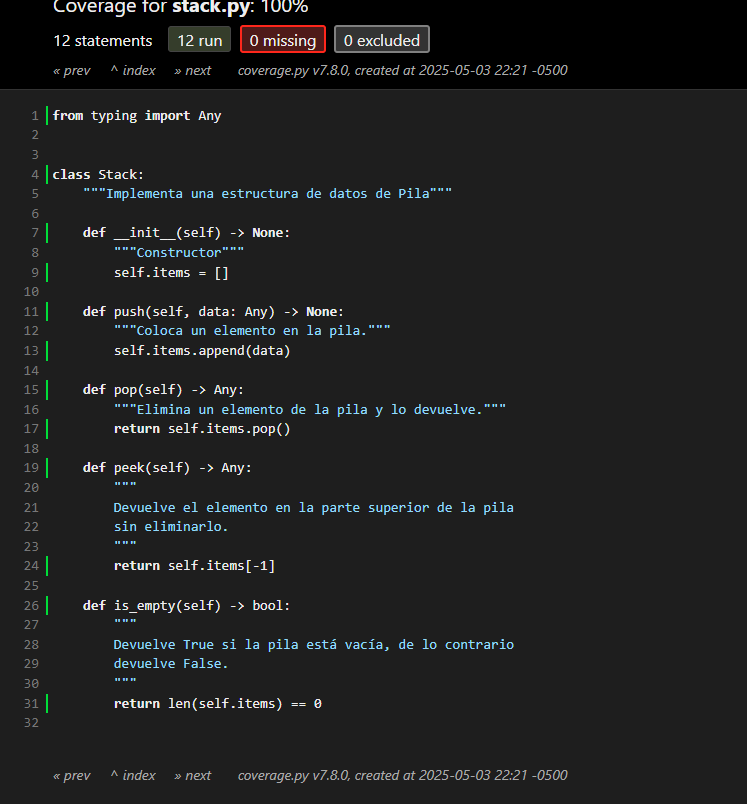 Coverage for stack.py: 100%
12 statements 12 run 0 missing 0 excluded
« prev ^ index » next coverage.py v7.8.0, created at 2025-05-03 22:21 -0500
1 from typing import Any
2
3
4 class Stack:
5     """Implementa una estructura de datos de Pila"""
6
7     def __init__(self) -> None:
8         """Constructor"""
9         self.items = []
10
11     def push(self, data: Any) -> None:
12         """Coloca un elemento en la pila."""
13         self.items.append(data)
14
15     def pop(self) -> Any:
16         """Elimina un elemento de la pila y lo devuelve."""
17         return self.items.pop()
18
19     def peek(self) -> Any:
20         """
21         Devuelve el elemento en la parte superior de la pila
22         sin eliminarlo.
23         """
24         return self.items[-1]
25
26     def is_empty(self) -> bool:
27         """
28         Devuelve True si la pila está vacía, de lo contrario
29         devuelve False.
30         """
31         return len(self.items) == 0
32
« prev ^ index » next coverage.py v7.8.0, created at 2025-05-03 22:21 -0500